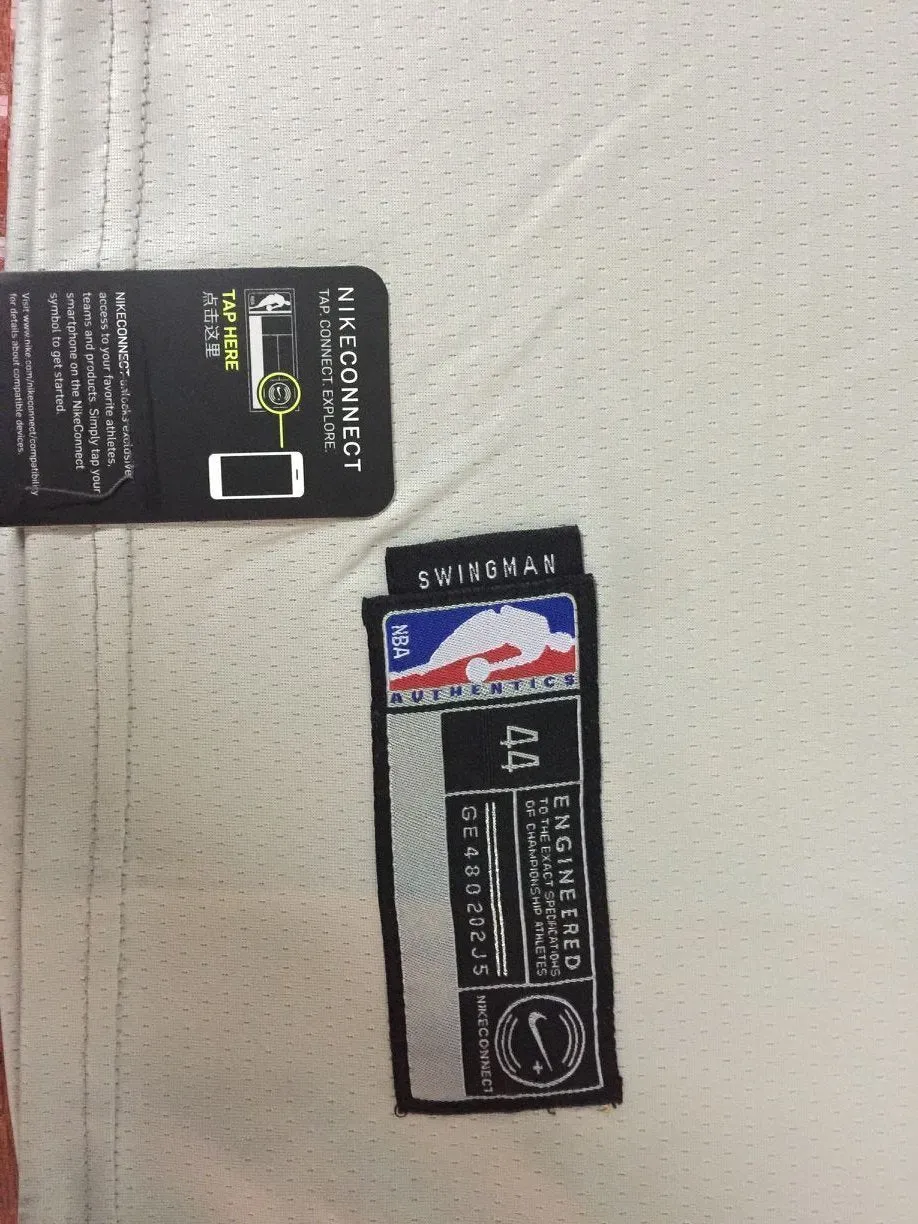 NIKECONNECT
TAP. CONNECT. EXPLORE.
TAP HERE
点击这里
NIKECONNECT unlocks exclusive
access to your favorite athletes,
teams and products. Simply tap your
smartphone on the NikeConnect
symbol to get started.
Visit www.nike.com/nikeconnect/compatibility
for details about compatible devices.
SWINGMAN
NBA
AUTHENTICS
44
ENGINEERED
TO THE EXACT SPECIFICATIONS
OF CHAMPIONSHIP ATHLETES
GE480202J5
NIKECONNECT